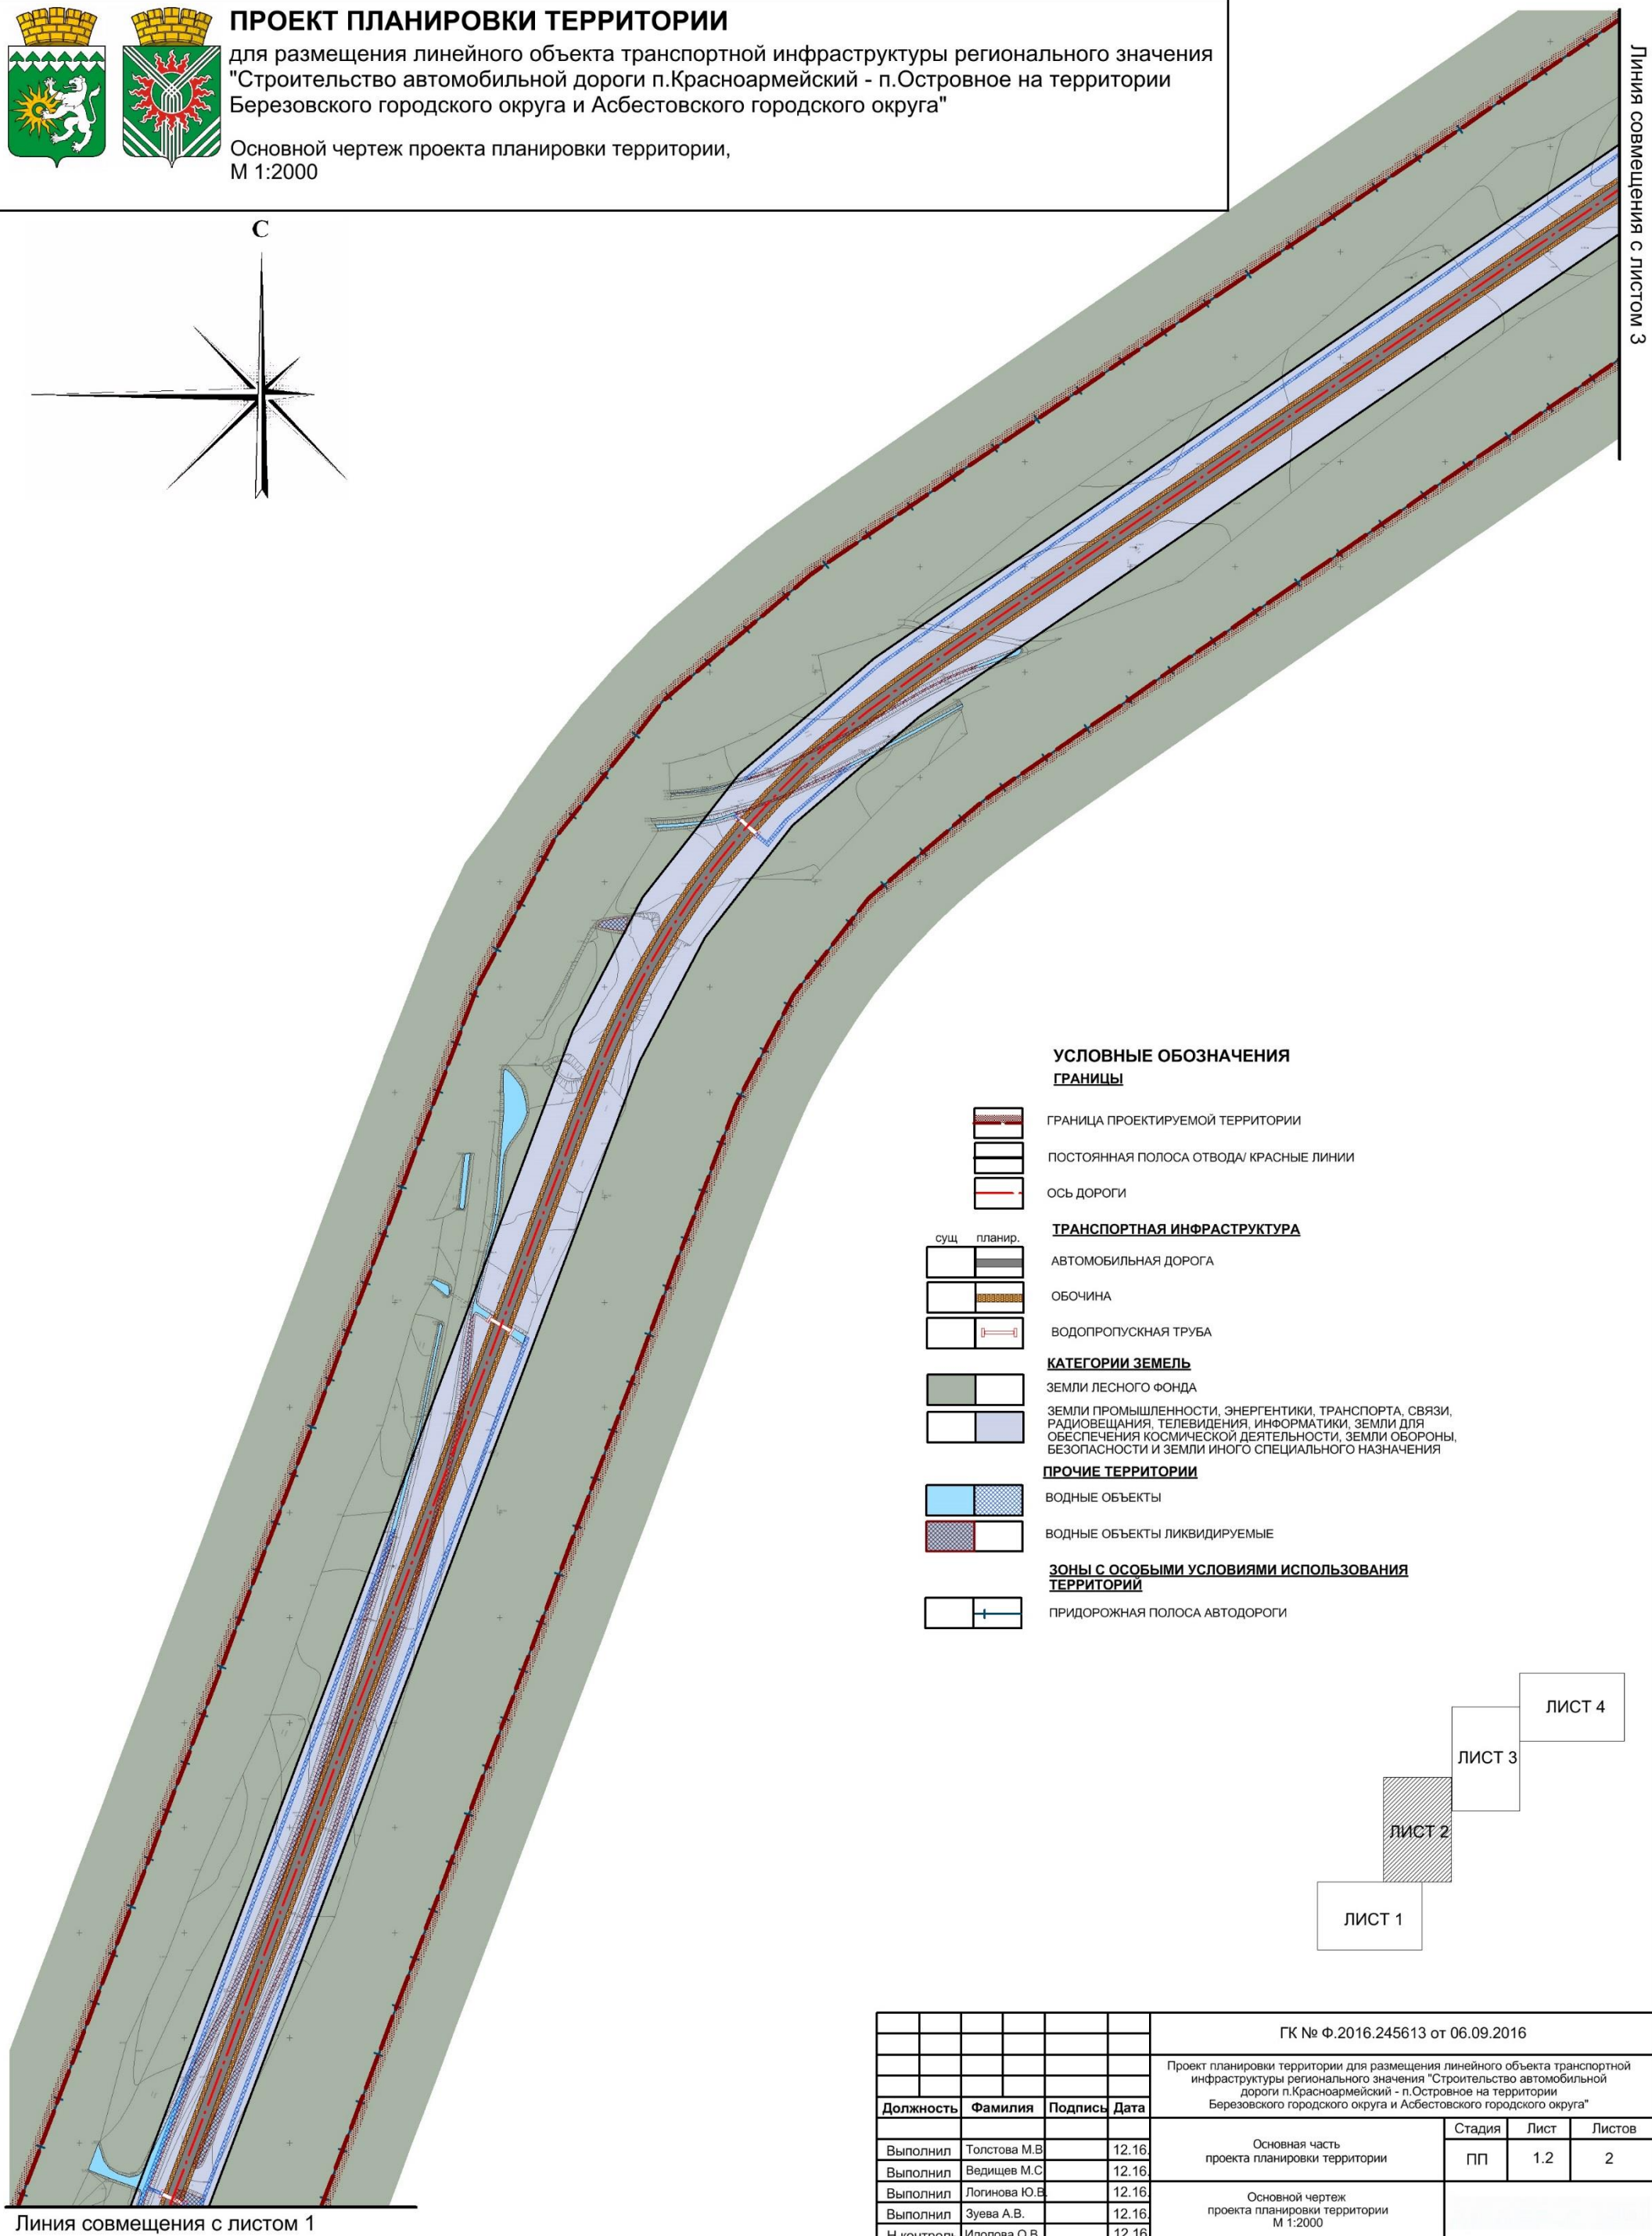 ПРОЕКТ ПЛАНИРОВКИ ТЕРРИТОРИИ
для размещения линейного объекта транспортной инфраструктуры регионального значения
"Строительство автомобильной дороги п.Красноармейский - п.Островное на территории
Березовского городского округа и Асбестовского городского округа"
Основной чертеж проекта планировки территории,
М 1:2000
С
Линия совмещения с листом 3
УСЛОВНЫЕ ОБОЗНАЧЕНИЯ
ГРАНИЦЫ
ГРАНИЦА ПРОЕКТИРУЕМОЙ ТЕРРИТОРИИ
ПОСТОЯННАЯ ПОЛОСА ОТВОДА/ КРАСНЫЕ ЛИНИИ
ОСЬ ДОРОГИ
ТРАНСПОРТНАЯ ИНФРАСТРУКТУРА
сущ планир.
АВТОМОБИЛЬНАЯ ДОРОГА
ОБОЧИНА
ВОДОПРОПУСКНАЯ ТРУБА
КАТЕГОРИИ ЗЕМЕЛЬ
ЗЕМЛИ ЛЕСНОГО ФОНДА
ЗЕМЛИ ПРОМЫШЛЕННОСТИ, ЭНЕРГЕНТИКИ, ТРАНСПОРТА, СВЯЗИ,
РАДИОВЕЩАНИЯ, ТЕЛЕВИДЕНИЯ, ИНФОРМАТИКИ, ЗЕМЛИ ДЛЯ
ОБЕСПЕЧЕНИЯ КОСМИЧЕСКОЙ ДЕЯТЕЛЬНОСТИ, ЗЕМЛИ ОБОРОНЫ,
БЕЗОПАСНОСТИ И ЗЕМЛИ ИНОГО СПЕЦИАЛЬНОГО НАЗНАЧЕНИЯ
ПРОЧИЕ ТЕРРИТОРИИ
ВОДНЫЕ ОБЪЕКТЫ
ВОДНЫЕ ОБЪЕКТЫ ЛИКВИДИРУЕМЫЕ
ЗОНЫ С ОСОБЫМИ УСЛОВИЯМИ ИСПОЛЬЗОВАНИЯ
ТЕРРИТОРИЙ
ПРИДОРОЖНАЯ ПОЛОСА АВТОДОРОГИ
ЛИСТ 4
ЛИСТ 3
ЛИСТ 2
ЛИСТ 1
ГК № Ф.2016.245613 от 06.09.2016
Проект планировки территории для размещения линейного объекта транспортной
инфраструктуры регионального значения "Строительство автомобильной
дороги п.Красноармейский - п.Островное на территории
Березовского городского округа и Асбестовского городского округа"
Должность Фамилия Подпись Дата
Основная часть
проекта планировки территории
Стадия Лист Листов
ПП 1.2 2
Выполнил Толстова М.В 12.16.
Выполнил Ведищев М.С 12.16.
Выполнил Логинова Ю.В. 12.16.
Выполнил Зуева А.В. 12.16.
Основной чертеж
проекта планировки территории
М 1:2000
Линия совмещения с листом 1